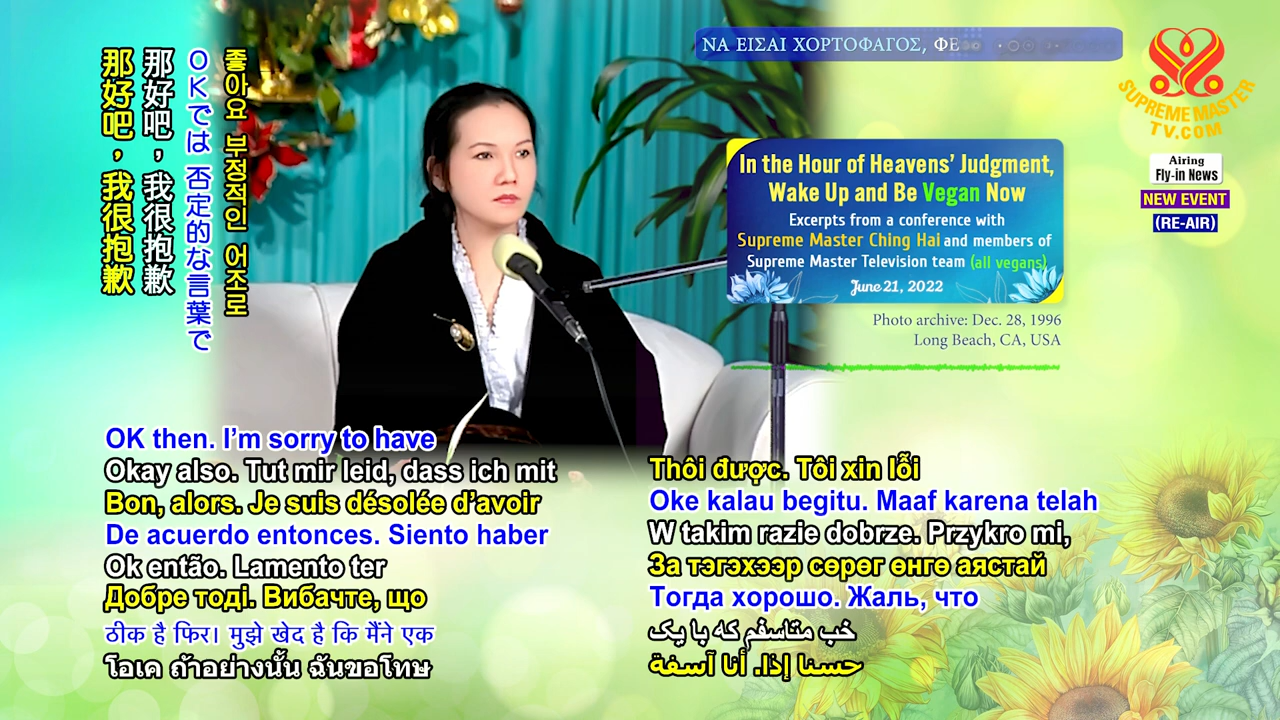 ΝΑ ΕΙΣΑΙ ΧΟΡΤΟΦΑΓΟΣ,
SUPREME MASTER
TV.COM
Airing
Fly-in News
NEW EVENT
(RE-AIR)
In the Hour of Heavens’ Judgment,
Wake Up and Be Vegan Now
Excerpts from a conference with
Supreme Master Ching Hai and members of
Supreme Master Television team (all vegans)
June 21, 2022
Photo archive: Dec. 28, 1996
Long Beach, CA, USA
좋아요 부정적인 어조로
OKでは 否定的な言葉で
那好吧，我很抱歉
那好吧，我很抱歉
OK then. I’m sorry to have
Okay also. Tut mir leid, dass ich mit
Bon, alors. Je suis désolée d’avoir
De acuerdo entonces. Siento haber
Ok então. Lamento ter
Добре тоді. Вибачте, що
ठीक है फिर। मुझे खेद है कि मैंने एक
โอเค ถ้าอย่างนั้น ฉันขอโทษ
Thôi được. Tôi xin lỗi
Oke kalau begitu. Maaf karena telah
W takim razie dobrze. Przykro mi,
За тэгэхээр сөрөг өнгө аястай
Тогда хорошо. Жаль, что
خب متاسفم که با یک
حسنا إذا. أنا آسفة